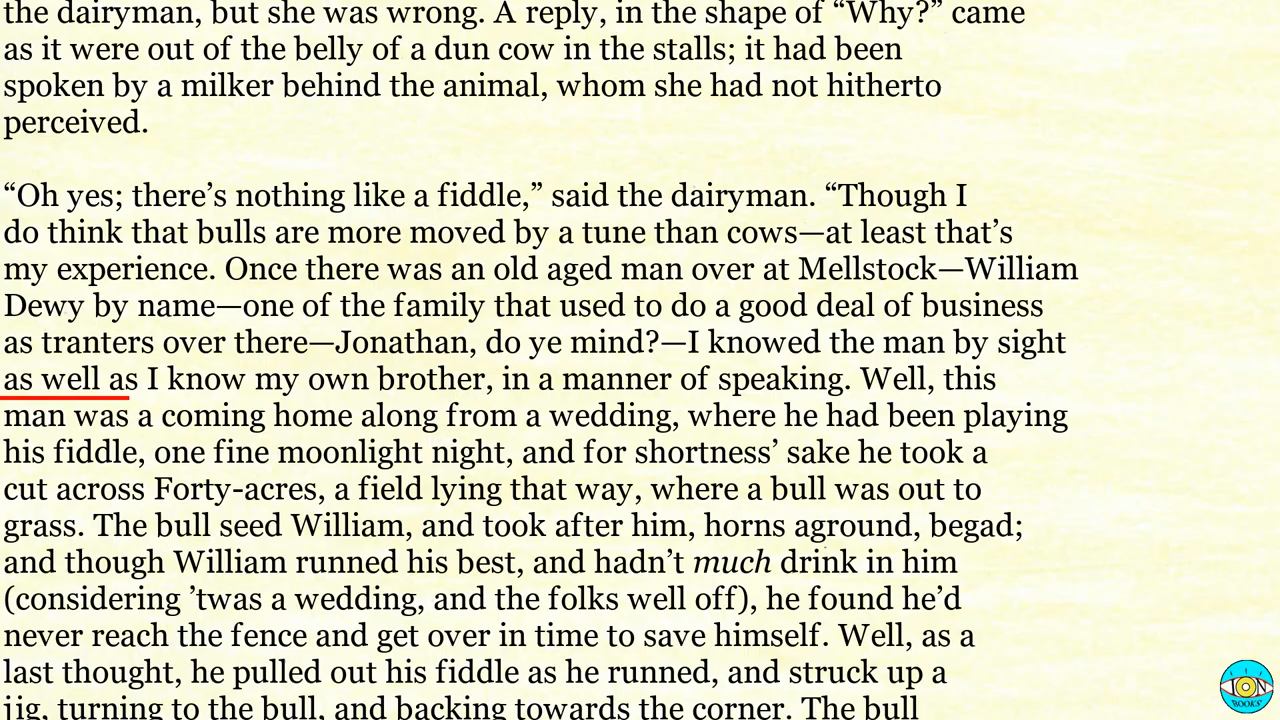 the dairyman, but she was wrong. A reply, in the shape of “Why?” came
as it were out of the belly of a dun cow in the stalls; it had been
spoken by a milker behind the animal, whom she had not hitherto
perceived.
“Oh yes; there’s nothing like a fiddle,” said the dairyman. “Though I
do think that bulls are more moved by a tune than cows—at least that’s
my experience. Once there was an old aged man over at Mellstock—William
Dewy by name—one of the family that used to do a good deal of business
as tranters over there—Jonathan, do ye mind?—I knowed the man by sight
as well as I know my own brother, in a manner of speaking. Well, this
man was a coming home along from a wedding, where he had been playing
his fiddle, one fine moonlight night, and for shortness’ sake he took a
cut across Forty-acres, a field lying that way, where a bull was out to
grass. The bull seed William, and took after him, horns aground, begad;
and though William runned his best, and hadn’t much drink in him
(considering ’twas a wedding, and the folks well off), he found he’d
never reach the fence and get over in time to save himself. Well, as a
last thought, he pulled out his fiddle as he runned, and struck up a
jig, turning to the bull, and backing towards the corner. The bull
ION
BOOKS